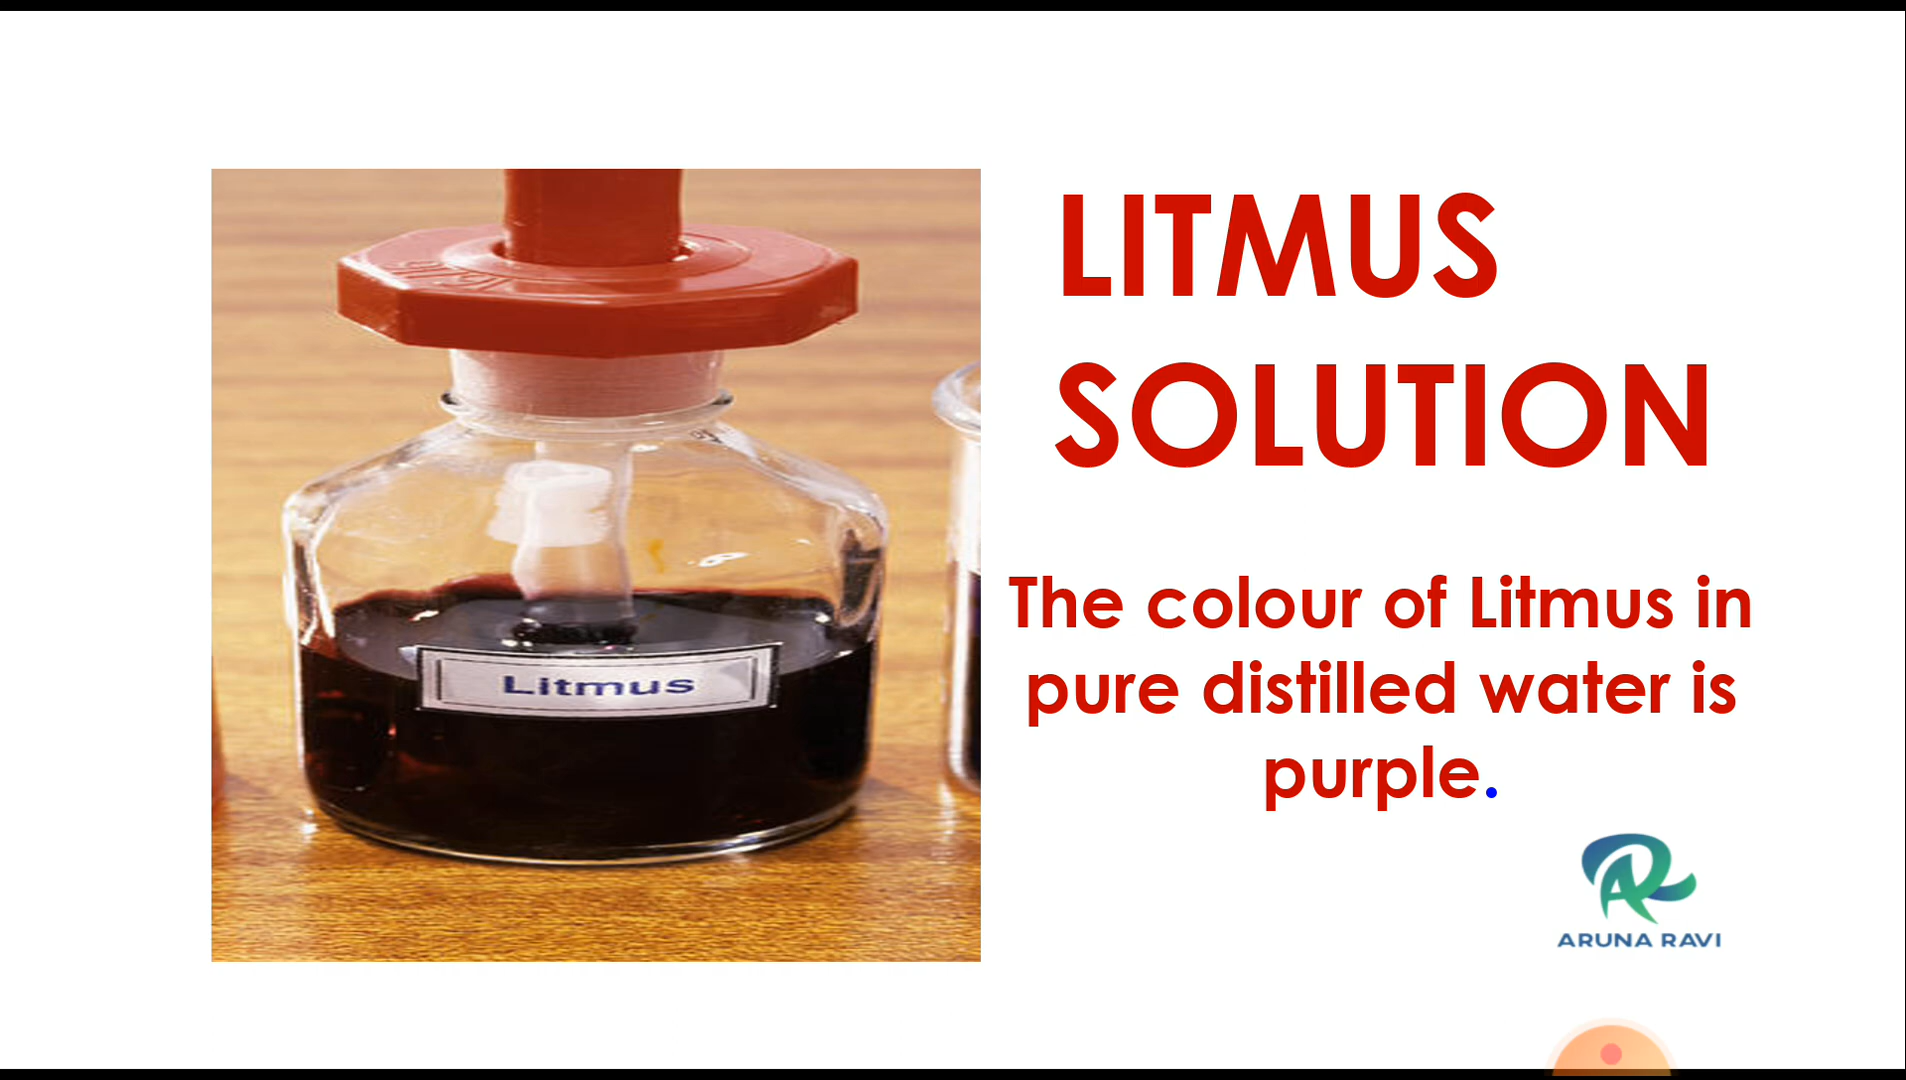 LITMUS
SOLUTION
Litmus
The colour of Litmus in
pure distilled water is
purple.
ARUNA RAVI